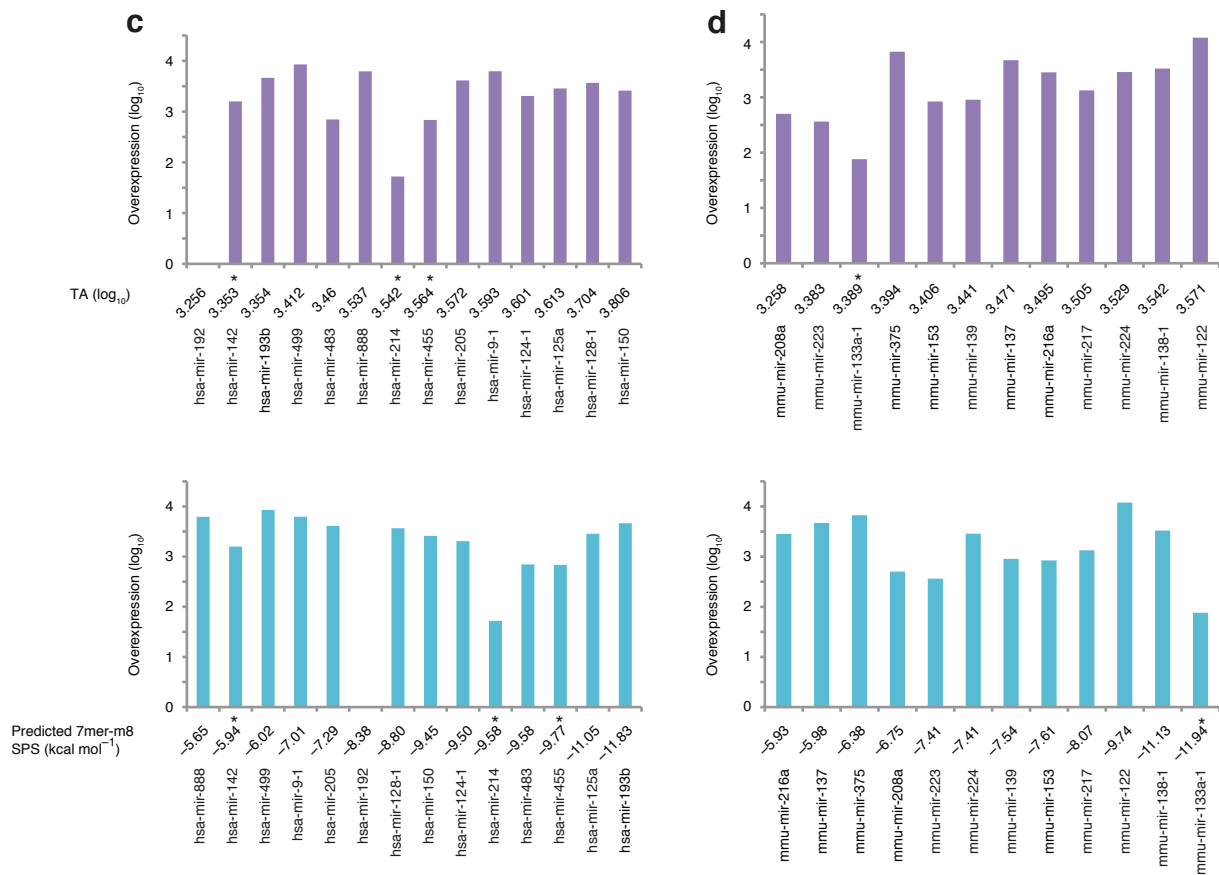 c
Overexpression (log10)
4
3
2
1
0
TA (log10)
3.256 3.353* 3.354 3.412 3.46 3.537 3.542* 3.564* 3.572 3.593 3.601 3.613 3.704 3.806
hsa-mir-192 hsa-mir-142 hsa-mir-193b hsa-mir-499 hsa-mir-483 hsa-mir-888 hsa-mir-214 hsa-mir-455 hsa-mir-205 hsa-mir-9-1 hsa-mir-124-1 hsa-mir-125a hsa-mir-128-1 hsa-mir-150
d
Overexpression (log10)
4
3
2
1
0
3.258 3.383 3.389* 3.394 3.406 3.441 3.471 3.495 3.505 3.529 3.542 3.571
mmu-mir-208a mmu-mir-223 mmu-mir-133a-1 mmu-mir-375 mmu-mir-153 mmu-mir-139 mmu-mir-137 mmu-mir-216a mmu-mir-217 mmu-mir-224 mmu-mir-138-1 mmu-mir-122
Overexpression (log10)
4
3
2
1
0
Predicted 7mer-m8
SPS (kcal mol−1)
−5.65 −5.94* −6.02 −7.01 −7.29 −8.38 −8.80 −9.45 −9.50 −9.58* −9.58 −9.77* −11.05 −11.83
hsa-mir-888 hsa-mir-142 hsa-mir-499 hsa-mir-9-1 hsa-mir-205 hsa-mir-192 hsa-mir-128-1 hsa-mir-150 hsa-mir-124-1 hsa-mir-214 hsa-mir-483 hsa-mir-455 hsa-mir-125a hsa-mir-193b
Overexpression (log10)
4
3
2
1
0
−5.93 −5.98 −6.38 −6.75 −7.41 −7.41 −7.54 −7.61 −8.07 −9.74 −11.13 −11.94*
mmu-mir-216a mmu-mir-137 mmu-mir-375 mmu-mir-208a mmu-mir-223 mmu-mir-224 mmu-mir-139 mmu-mir-153 mmu-mir-217 mmu-mir-122 mmu-mir-138-1 mmu-mir-133a-1